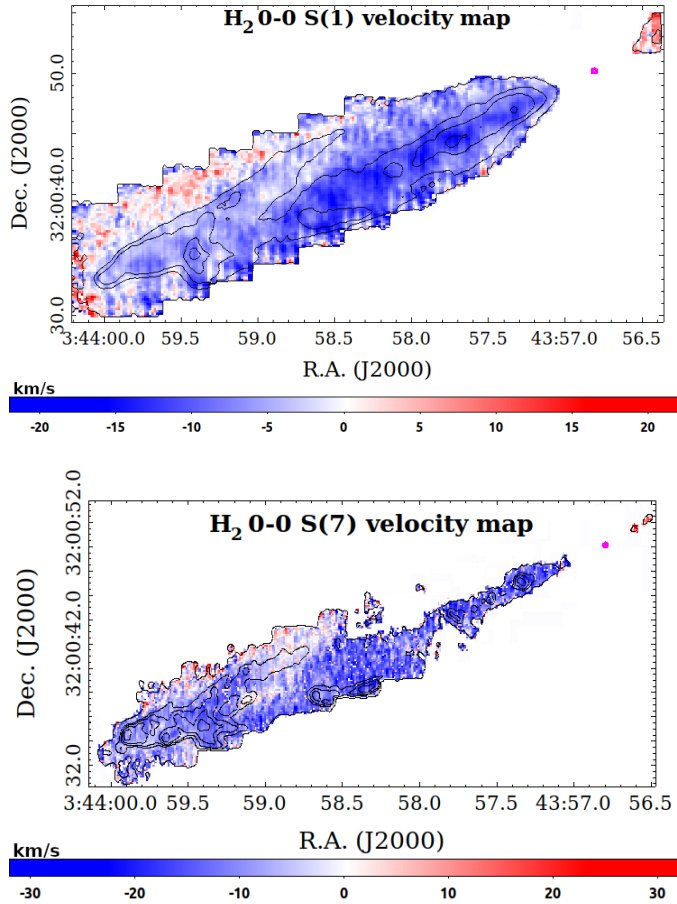 H2 0-0 S(1) velocity map
Dec. (J2000)
50.0
32:00:40.0
30.0
3:44:00.0 59.5 59.0 58.5 58.0 57.5 43:57.0 56.5
R.A. (J2000)
km/s
-20 -15 -10 -5 0 5 10 15 20
H2 0-0 S(7) velocity map
Dec. (J2000)
32:00:52.0
32:00:42.0
32.0
3:44:00.0 59.5 59.0 58.5 58.0 57.5 43:57.0 56.5
R.A. (J2000)
km/s
-30 -20 -10 0 10 20 30